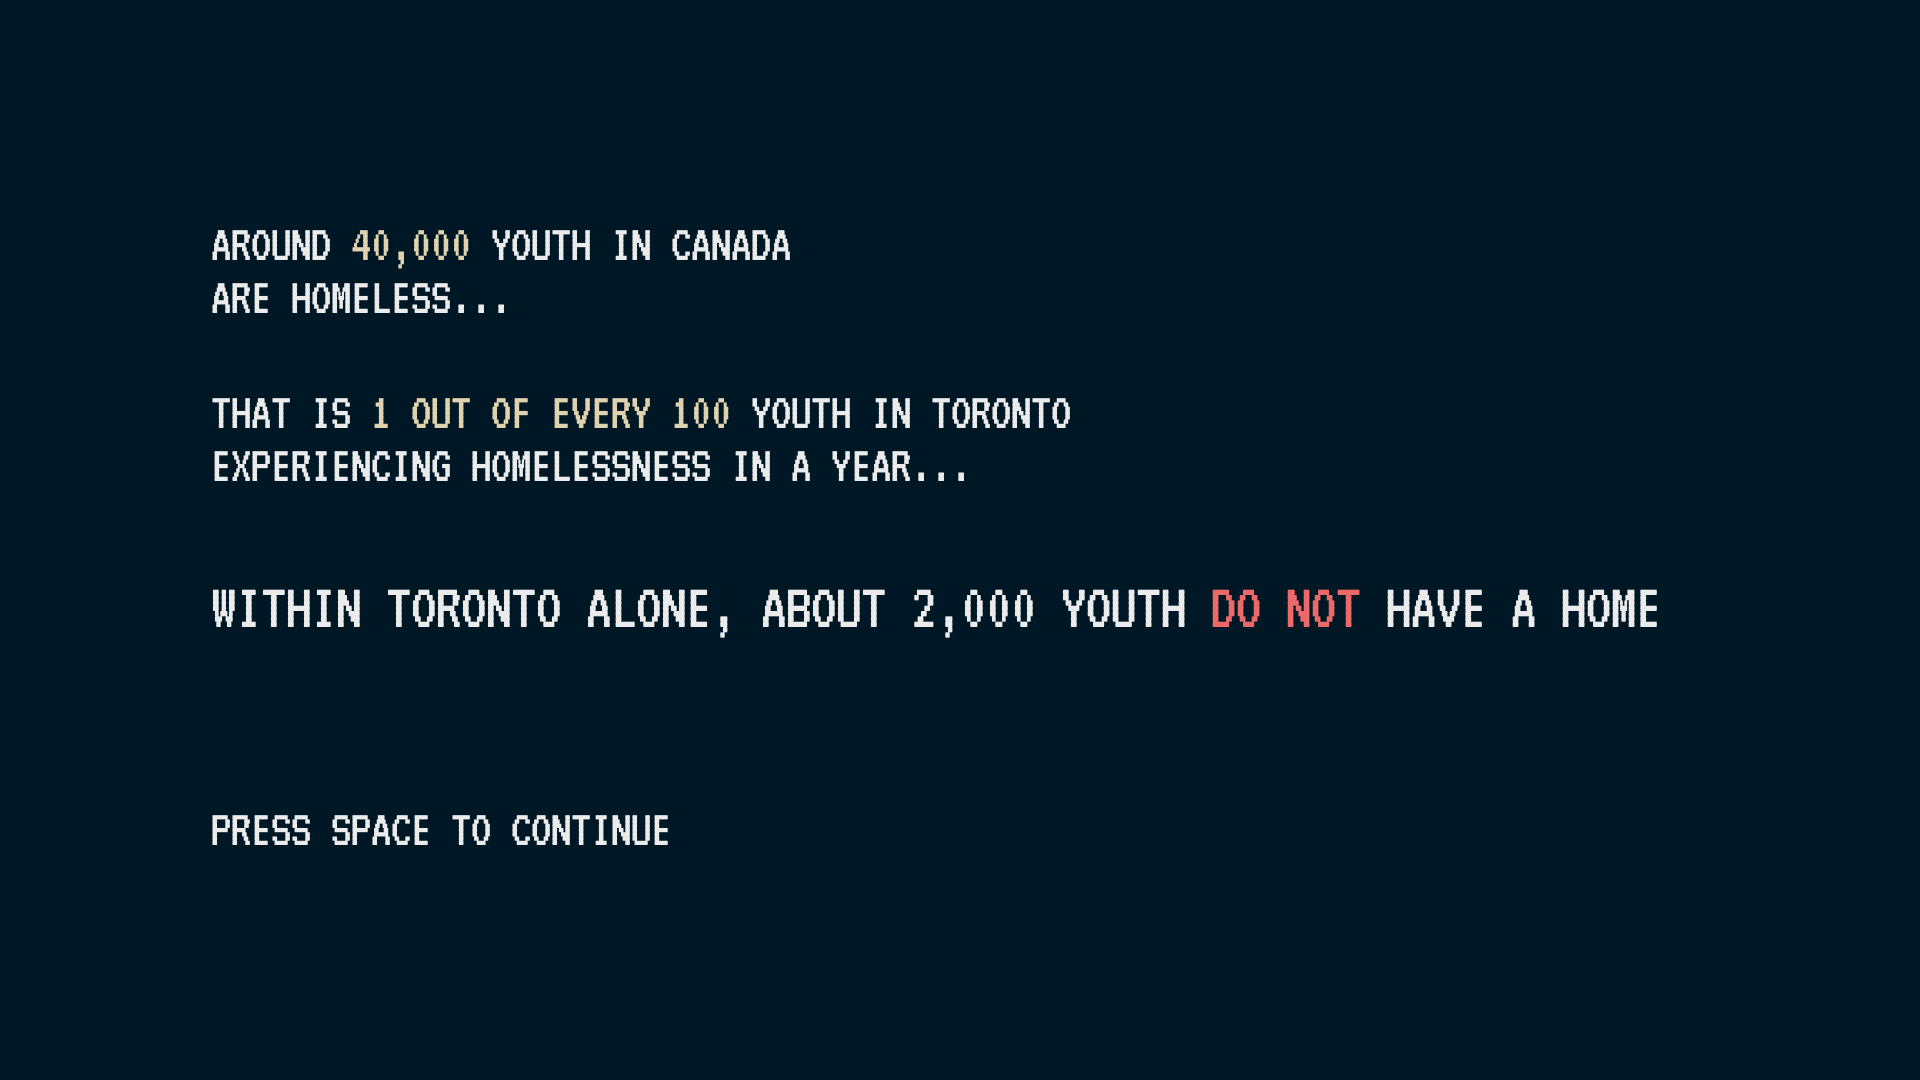 AROUND 40,000 YOUTH IN CANADA
ARE HOMELESS...
THAT IS 1 OUT OF EVERY 100 YOUTH IN TORONTO
EXPERIENCING HOMELESSNESS IN A YEAR...
WITHIN TORONTO ALONE, ABOUT 2,000 YOUTH DO NOT HAVE A HOME
PRESS SPACE TO CONTINUE